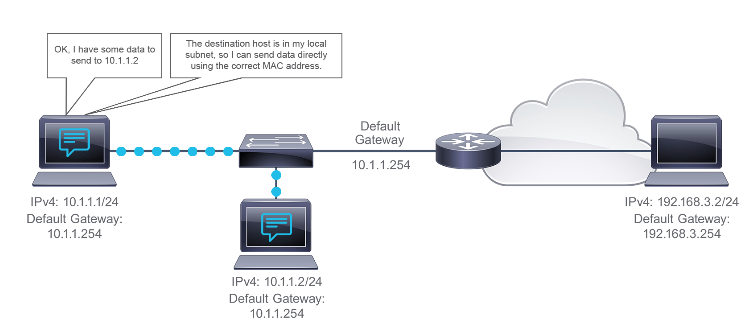 OK, I have some data to
send to 10.1.1.2
The destination host is in my local
subnet, so I can send data directly
using the correct MAC address.
Default
Gateway
10.1.1.254
IPv4: 10.1.1.1/24
Default Gateway:
10.1.1.254
IPv4: 10.1.1.2/24
Default Gateway:
10.1.1.254
IPv4: 192.168.3.2/24
Default Gateway:
192.168.3.254